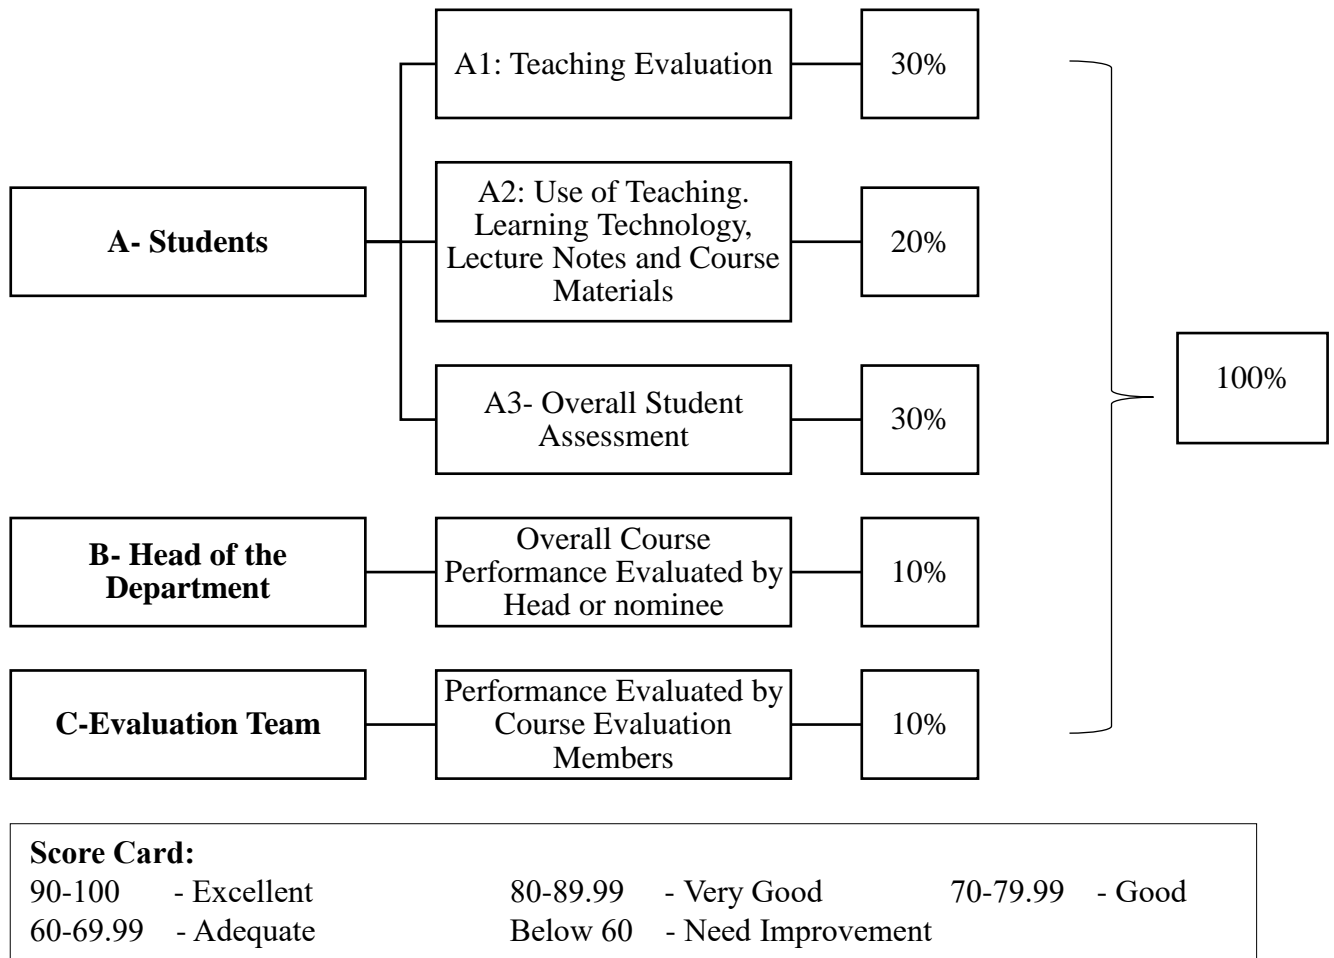 A1: Teaching Evaluation
30%
A- Students
A2: Use of Teaching.
Learning Technology,
Lecture Notes and Course
Materials
20%
A3- Overall Student
Assessment
30%
100%
B- Head of the
Department
Overall Course
Performance Evaluated by
Head or nominee
10%
C-Evaluation Team
Performance Evaluated by
Course Evaluation
Members
10%
Score Card:
90-100 - Excellent 80-89.99 - Very Good 70-79.99 - Good
60-69.99 - Adequate Below 60 - Need Improvement